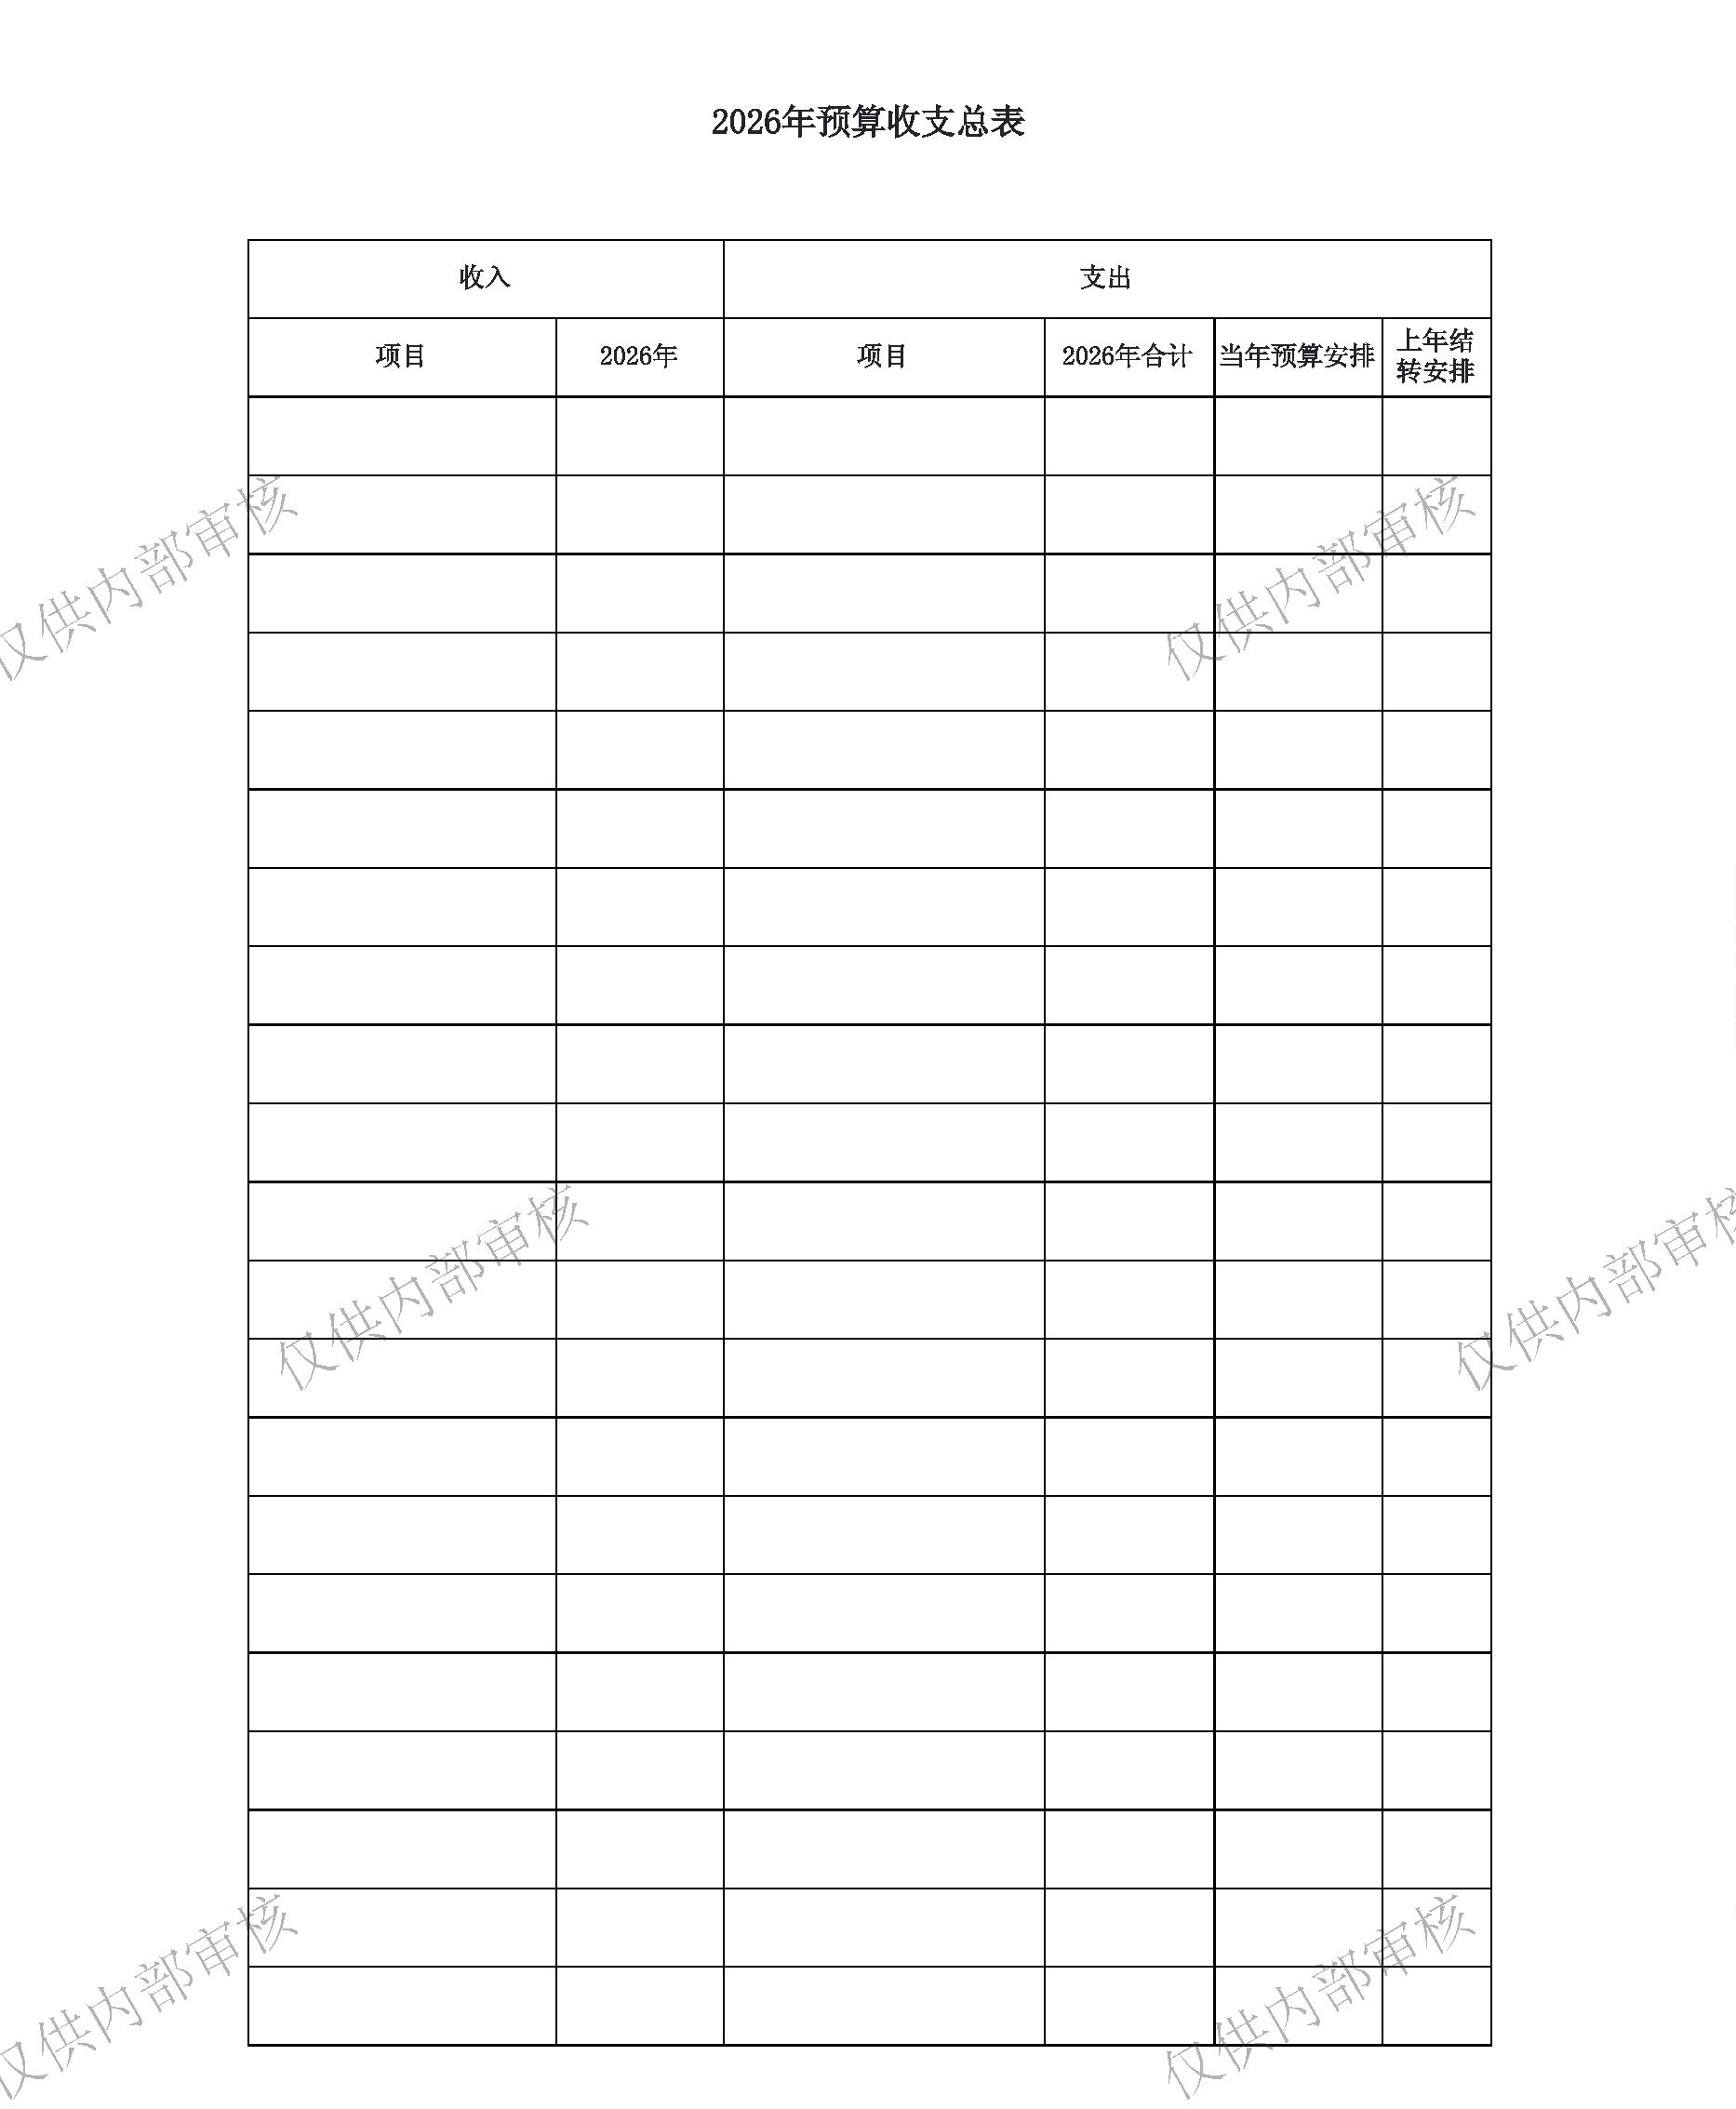 2026年预算收支总表
收入 支出
项目 2026年 项目 2026年合计 当年预算安排 上年结
转安排
仅供内部审核
仅供内部审核
仅供内部审核
仅供内部审核
仅供内部审核
仅供内部审核